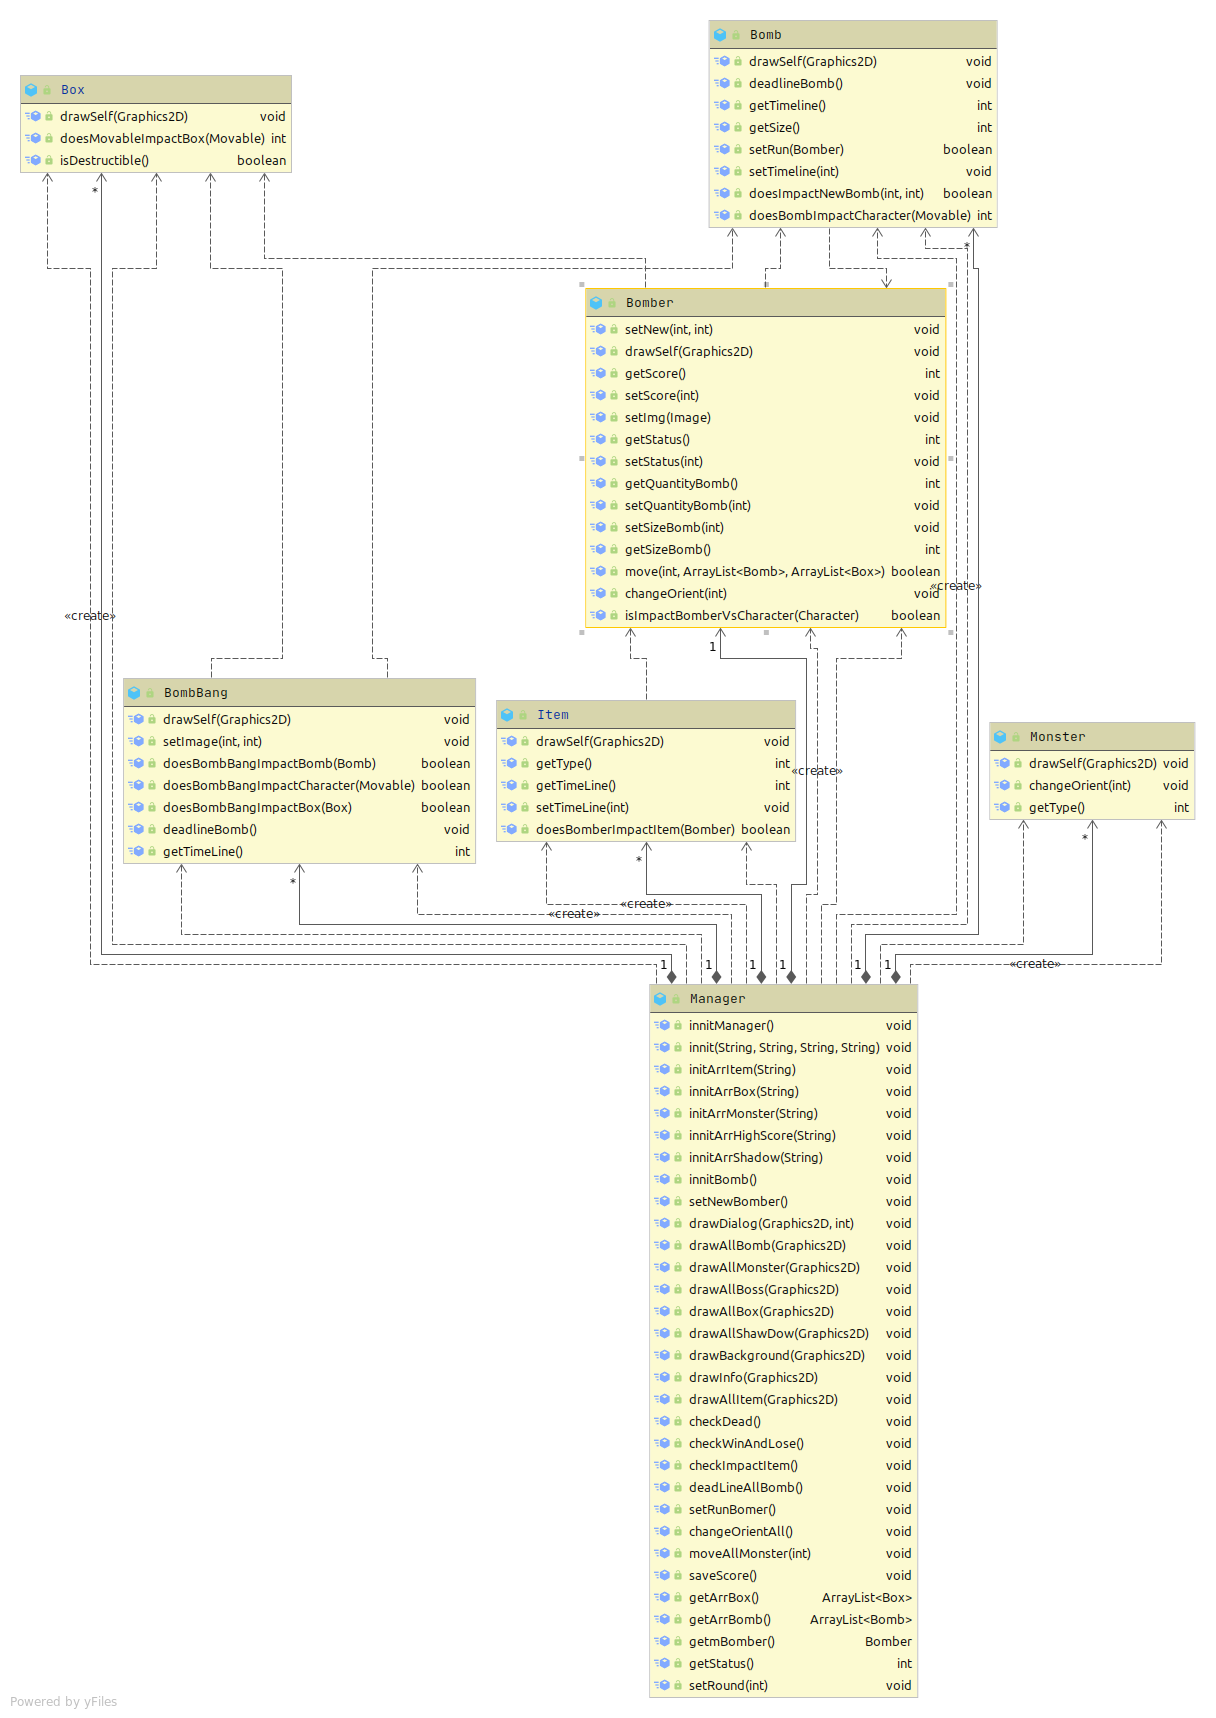 Bomb
drawSelf(Graphics2D) void
deadlineBomb() void
getTimeline() int
getSize() int
setRun(Bomber) boolean
setTimeline(int) void
doesImpactNewBomb(int, int) boolean
doesBombImpactCharacter(Movable) int
Box
drawSelf(Graphics2D) void
doesMovableImpactBox(Movable) int
isDestructible() boolean
*
*
Bomber
setNew(int, int) void
drawSelf(Graphics2D) void
getScore() int
setScore(int) void
setImg(Image) void
getStatus() int
setStatus(int) void
getQuantityBomb() int
setQuantityBomb(int) void
setSizeBomb(int) void
getSizeBomb() int
move(int, ArrayList<Bomb>, ArrayList<Box>) boolean
changeOrient(int) void
isImpactBomberVsCharacter(Character) boolean
«create»
«create»
1
BombBang
drawSelf(Graphics2D) void
setImage(int, int) void
doesBombBangImpactBomb(Bomb) boolean
doesBombBangImpactCharacter(Movable) boolean
doesBombBangImpactBox(Box) boolean
deadlineBomb() void
getTimeLine() int
Item
drawSelf(Graphics2D) void
getType() int
getTimeLine() int
setTimeLine(int) void
doesBomberImpactItem(Bomber) boolean
«create»
Monster
drawSelf(Graphics2D) void
changeOrient(int) void
getType() int
*
*
*
«create»
«create»
1 1 1 1 1 1
«create»
Manager
innitManager() void
innit(String, String, String, String) void
initArrItem(String) void
innitArrBox(String) void
initArrMonster(String) void
innitArrHighScore(String) void
innitArrShadow(String) void
innitBomb() void
setNewBomber() void
drawDialog(Graphics2D, int) void
drawAllBomb(Graphics2D) void
drawAllMonster(Graphics2D) void
drawAllBoss(Graphics2D) void
drawAllBox(Graphics2D) void
drawAllShawDow(Graphics2D) void
drawBackground(Graphics2D) void
drawInfo(Graphics2D) void
drawAllItem(Graphics2D) void
checkDead() void
checkWinAndLose() void
checkImpactItem() void
deadLineAllBomb() void
setRunBomer() void
changeOrientAll() void
moveAllMonster(int) void
saveScore() void
getArrBox() ArrayList<Box>
getArrBomb() ArrayList<Bomb>
getmBomber() Bomber
getStatus() int
setRound(int) void
Powered by yFiles